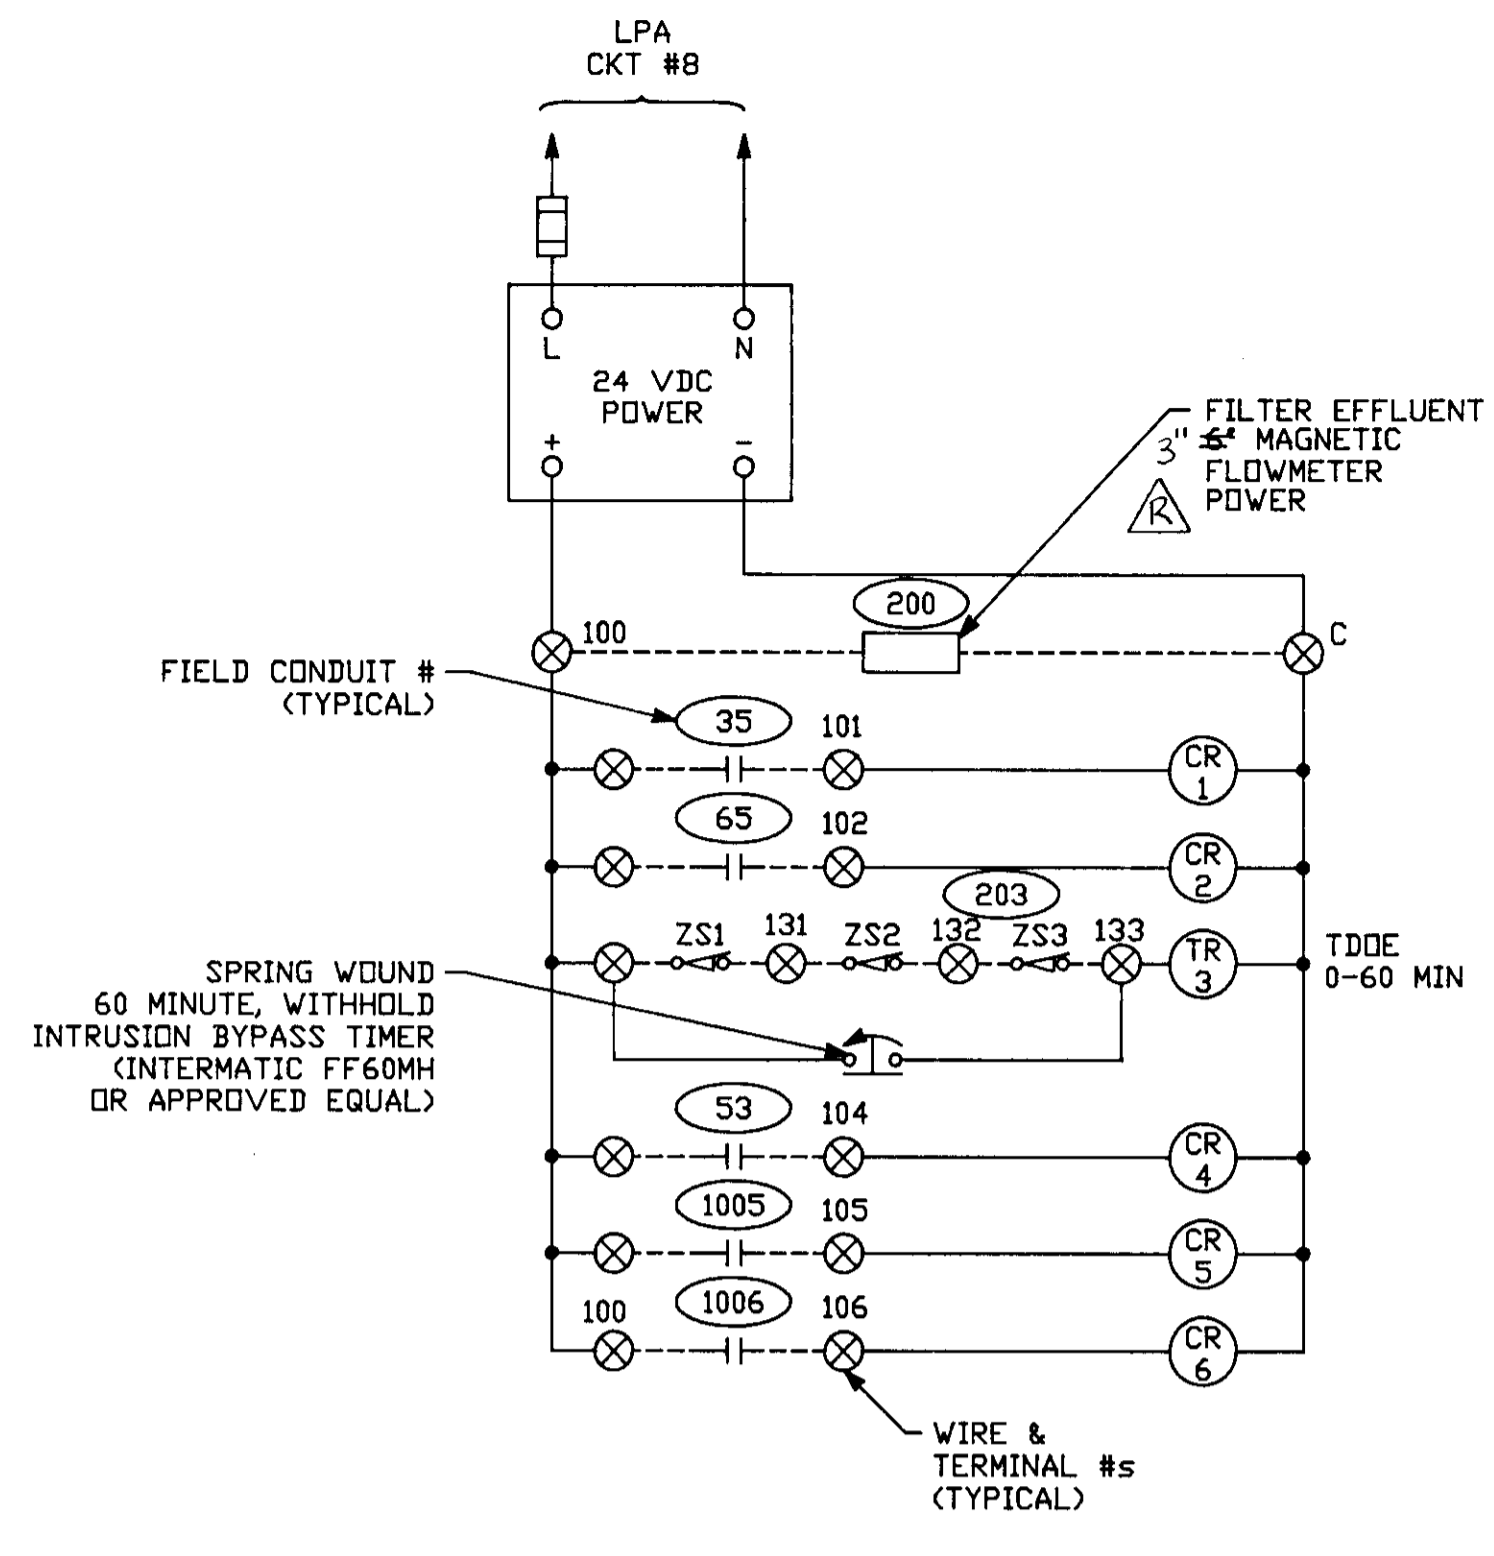 LPA
CKT #8
L
N
24 VDC
POWER
+
-
FILTER EFFLUENT
3" 6" MAGNETIC
FLOWMETER
POWER
R
200
100
C
FIELD CONDUIT #
(TYPICAL)
35
101
CR
1
65
102
CR
2
203
ZS1
131
ZS2
132
ZS3
133
TR
3
TDOE
0-60 MIN
SPRING WOUND
60 MINUTE, WITHHOLD
INTRUSION BYPASS TIMER
(INTERMATIC FF60MH
OR APPROVED EQUAL)
53
104
CR
4
1005
105
CR
5
100
1006
106
CR
6
WIRE &
TERMINAL #s
(TYPICAL)